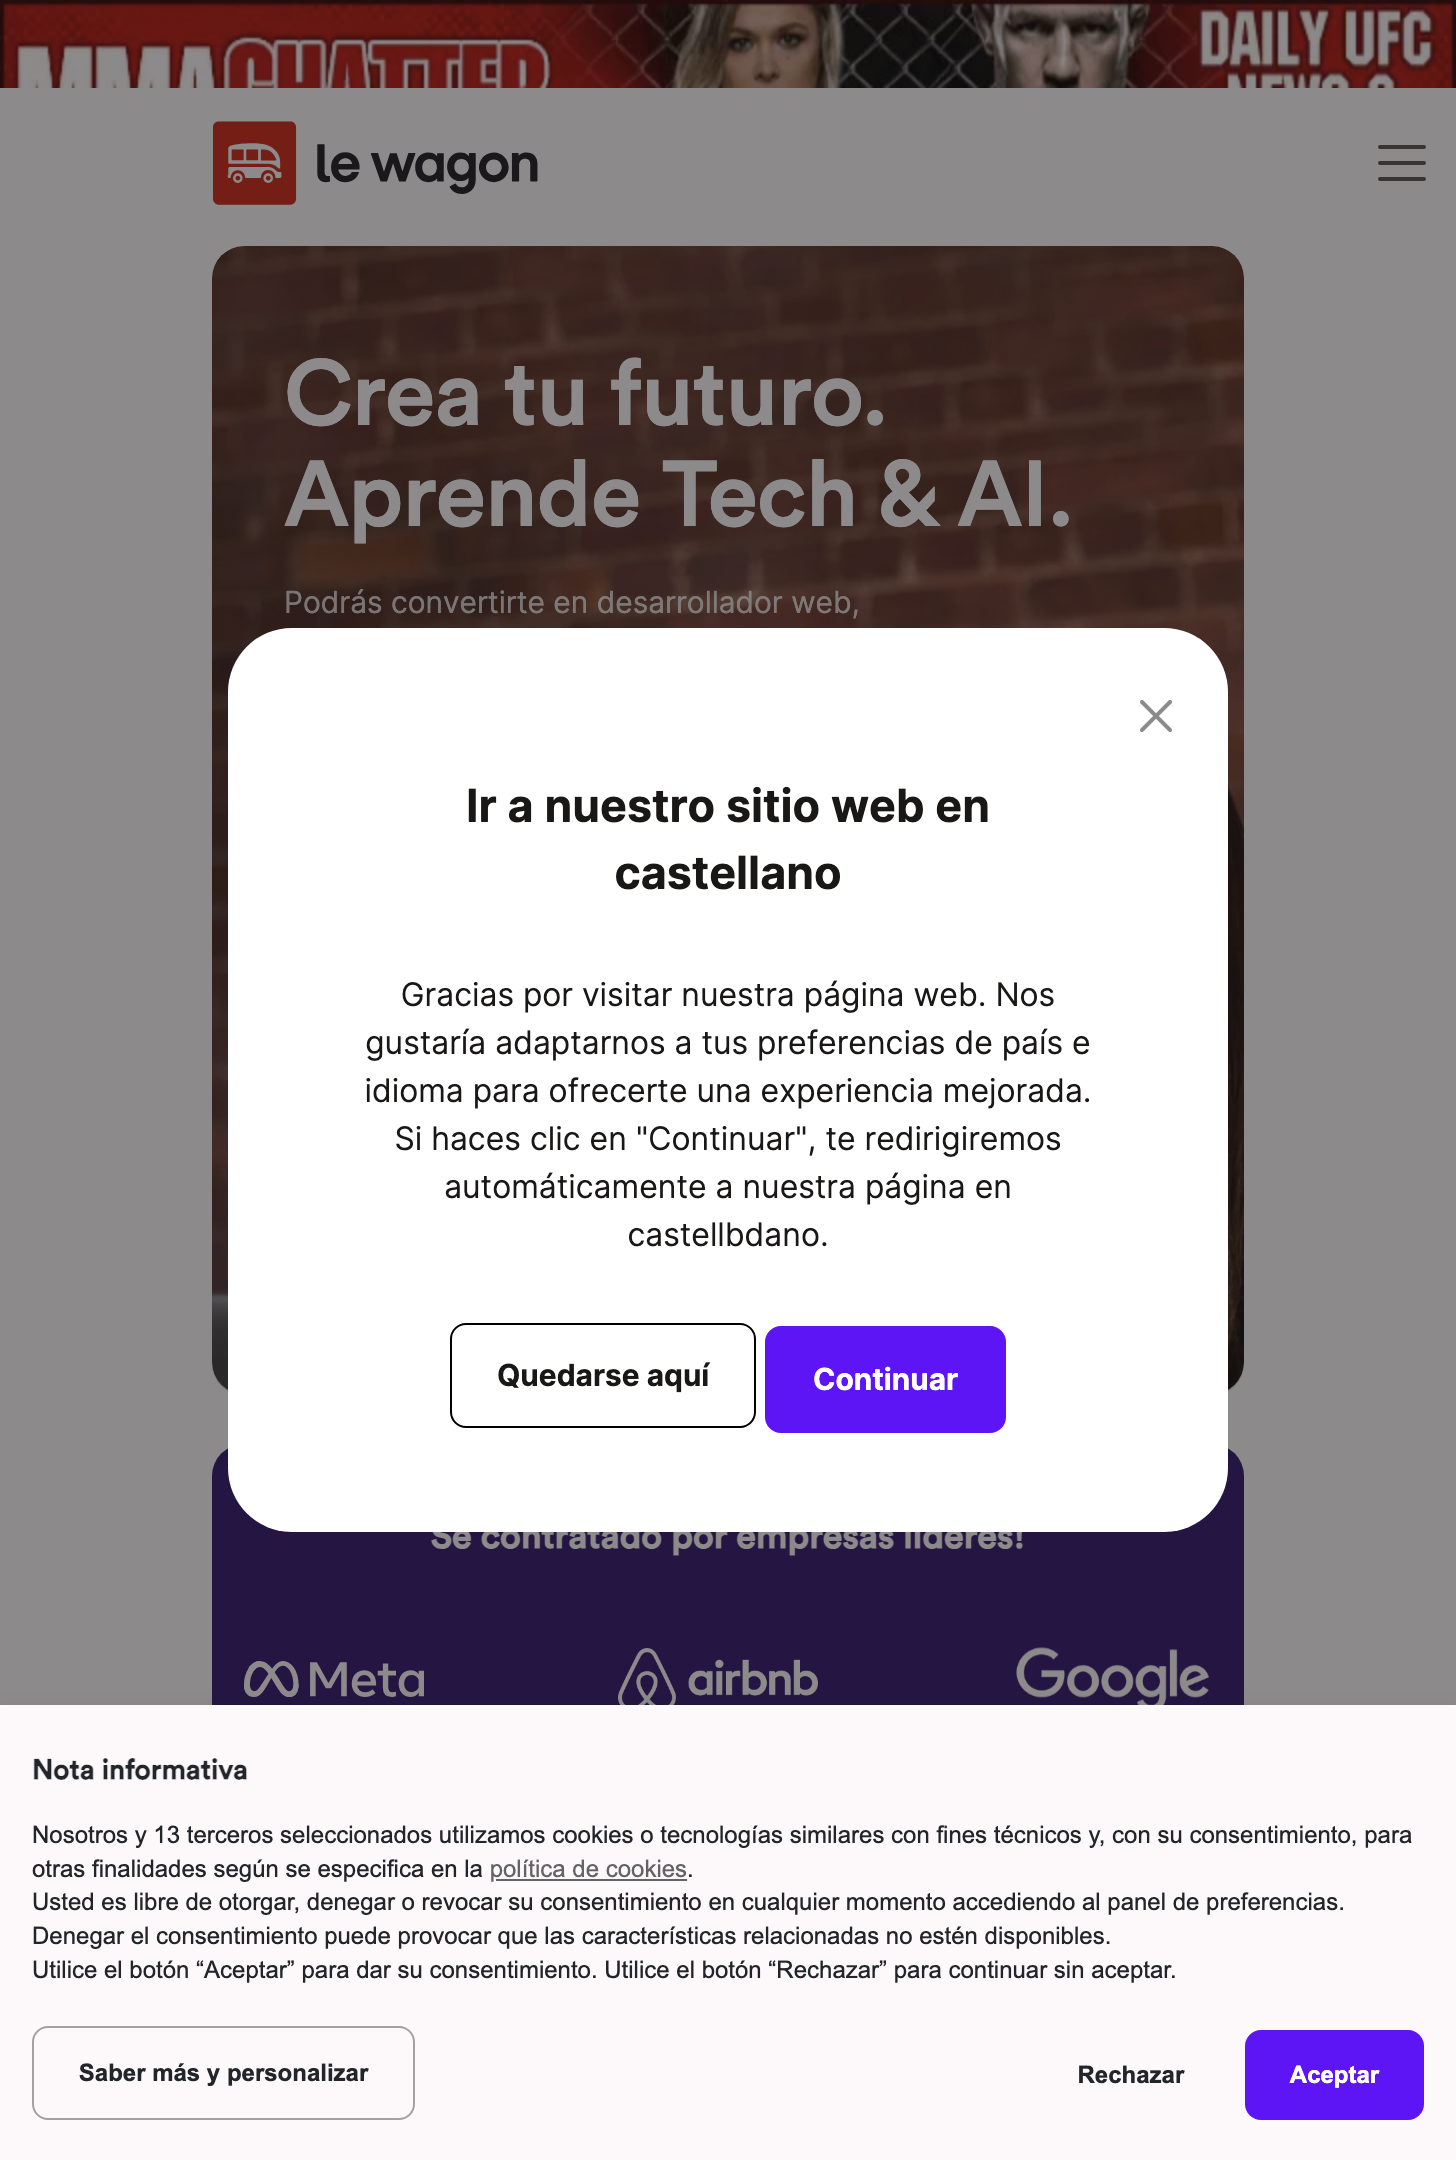 MMA CHATTER
DAILY UFC
le wagon
Crea tu futuro.
Aprende Tech & AI.
Podrás convertirte en desarrollador web,
Ir a nuestro sitio web en
castellano
Gracias por visitar nuestra página web. Nos
gustaría adaptarnos a tus preferencias de país e
idioma para ofrecerte una experiencia mejorada.
Si haces clic en "Continuar", te redirigiremos
automáticamente a nuestra página en
castellbdano.
Quedarse aquí
Continuar
Se contratado por empresas líderes!
Meta
airbnb
Google
Nota informativa
Nosotros y 13 terceros seleccionados utilizamos cookies o tecnologías similares con fines técnicos y, con su consentimiento, para
otras finalidades según se especifica en la política de cookies.
Usted es libre de otorgar, denegar o revocar su consentimiento en cualquier momento accediendo al panel de preferencias.
Denegar el consentimiento puede provocar que las características relacionadas no estén disponibles.
Utilice el botón “Aceptar” para dar su consentimiento. Utilice el botón “Rechazar” para continuar sin aceptar.
Saber más y personalizar
Rechazar
Aceptar